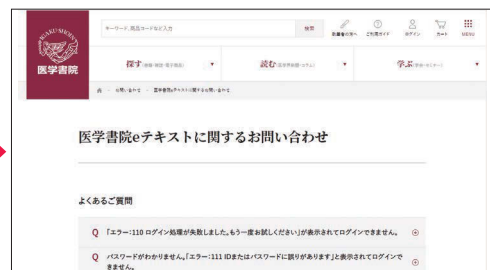 IGAKU-SHOIN
医学書院
キーワード、商品コードなど入力
検索
ご利用ガイド
ログイン
カート
MENU
探す
読む
学ぶ
医学書院eテキストに関するお問い合わせ
よくあるご質問
Q 「エラー：110 ログイン処理が失敗しました。もう一度お試しください」が表示されてログインできません。
Q パスワードがわかりません。「エラー：111 IDまたはパスワードに誤りがあります」と表示されてログインで
きません。